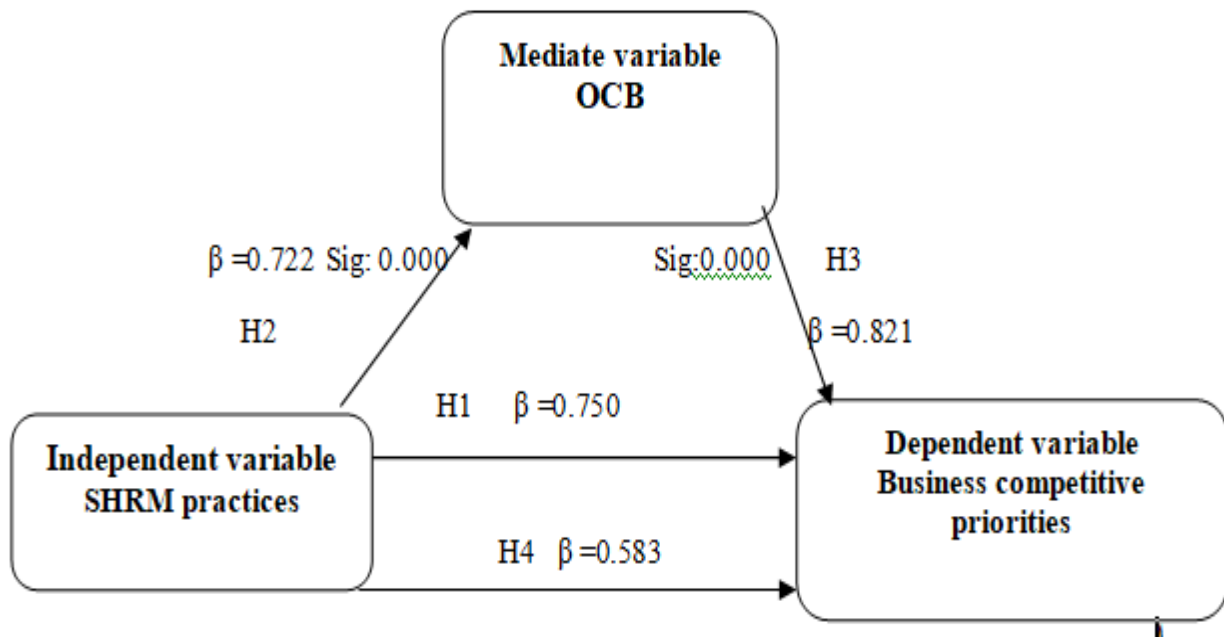 Mediate variable
OCB
β =0.722 Sig: 0.000
Sig:0.000 H3
H2
β =0.821
H1 β =0.750
Independent variable
SHRM practices
Dependent variable
Business competitive
priorities
H4 β =0.583